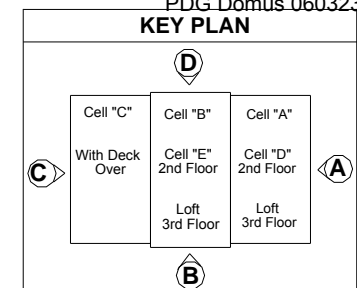 PDG Domus 060323
KEY PLAN
D
Cell "C"
With Deck
Over
Cell "B"
Cell "E"
2nd Floor
Loft
3rd Floor
Cell "A"
Cell "D"
2nd Floor
Loft
3rd Floor
C
A
B